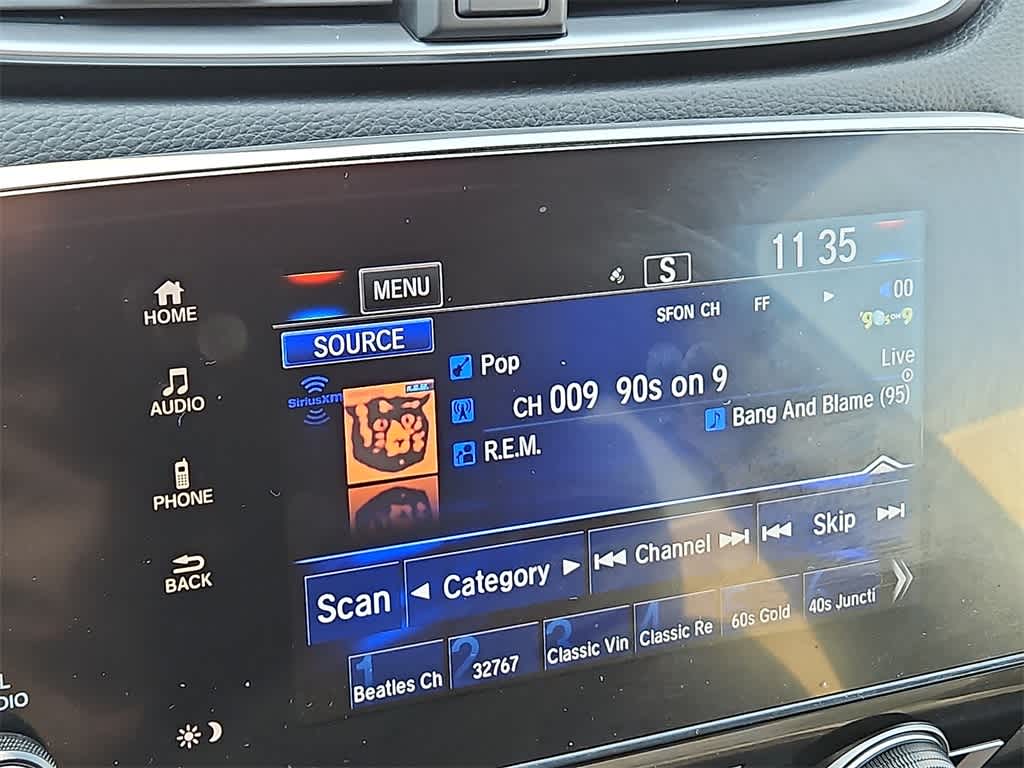 11 35
S
MENU
HOME
00
SFON CH
FF
SOURCE
Live
Pop
SiriusXM
R.E.M.
CH 009 90s on 9
AUDIO
Bang And Blame (95)
R.E.M.
PHONE
Skip
Channel
BACK
Category
Scan
40s Juncti
4 60s Gold
Classic Re
3 Classic Vin
2 32767
1 Beatles Ch